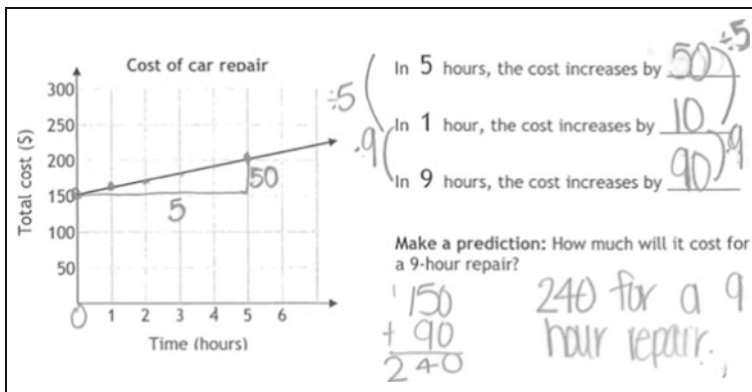 Cost of car repair
Total cost ($)
300
250
200
150
100
50
0 1 2 3 4 5 6
Time (hours)
50
5
In 5 hours, the cost increases by 50
÷5
÷5
In 1 hour, the cost increases by 10
·9
·9
In 9 hours, the cost increases by 90
Make a prediction: How much will it cost for
a 9-hour repair?
1
150
+ 90
240
240 for a 9
hour repair.